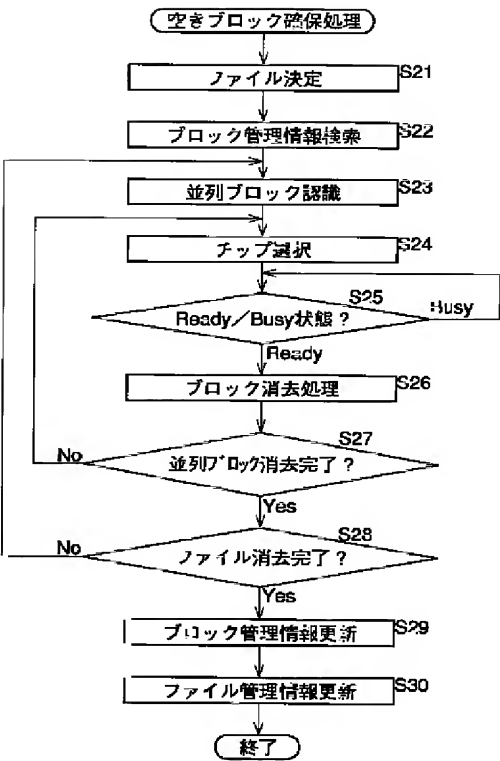 空きブロック確保処理
S21
ファイル決定
S22
ブロック管理情報検索
S23
並列ブロック認識
S24
チップ選択
S25
Busy
Ready/Busy状態?
Ready
S26
ブロック消去処理
S27
No
並列ブロック消去完了?
Yes
S28
No
ファイル消去完了?
Yes
S29
ブロック管理情報更新
S30
ファイル管理情報更新
終了